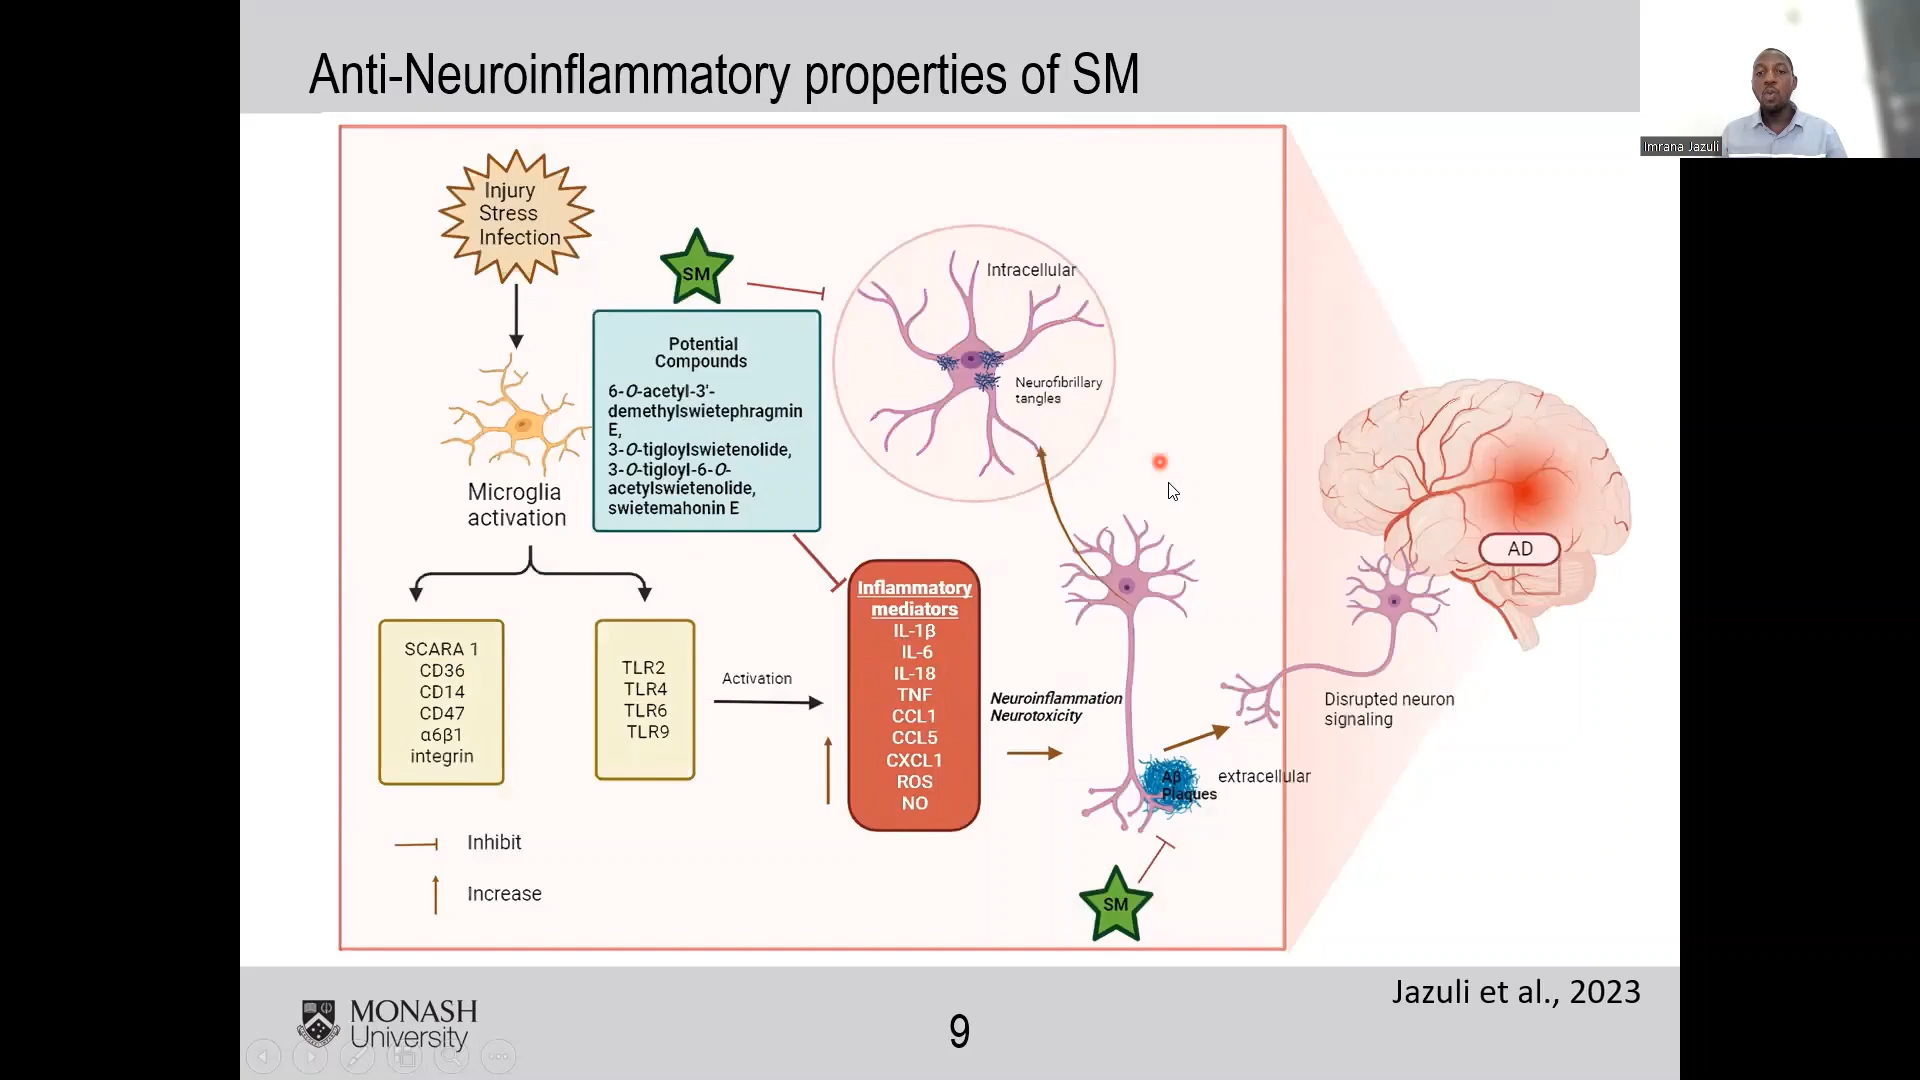 Anti-Neuroinflammatory properties of SM
Imrana Jazuli
Injury
Stress
Infection
SM
Potential
Compounds
6-O-acetyl-3'-
demethylswietephragmin
E,
3-O-tigloylswietenolide,
3-O-tigloyl-6-O-
acetylswietenolide,
swietemahonin E
Intracellular
Neurofibrillary
tangles
Microglia
activation
AD
SCARA 1
CD36
CD14
CD47
α6β1
integrin
TLR2
TLR4
TLR6
TLR9
Activation
Inflammatory
mediators
IL-1β
IL-6
IL-18
TNF
CCL1
CCL5
CXCL1
ROS
NO
Neuroinflammation
Neurotoxicity
Disrupted neuron
signaling
Aβ
Plaques
extracellular
Inhibit
Increase
SM
Jazuli et al., 2023
MONASH
University
9